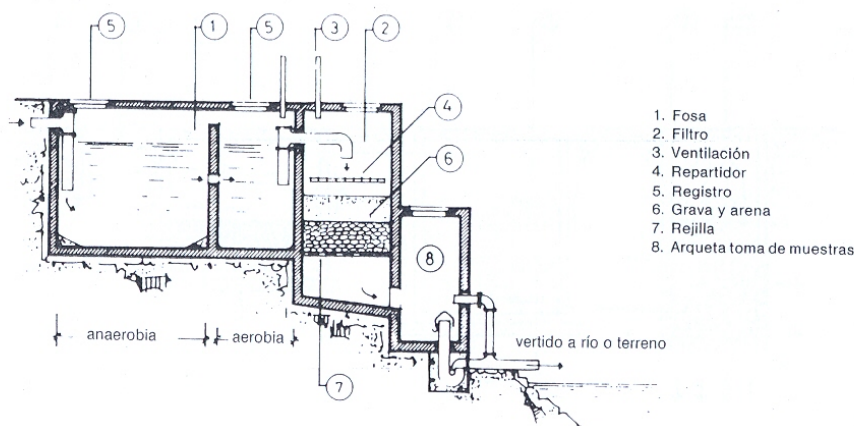 5
1
5
3
2
4
6
8
7
anaerobia
aerobia
vertido a río o terreno
1. Fosa
2. Filtro
3. Ventilación
4. Repartidor
5. Registro
6. Grava y arena
7. Rejilla
8. Arqueta toma de muestras